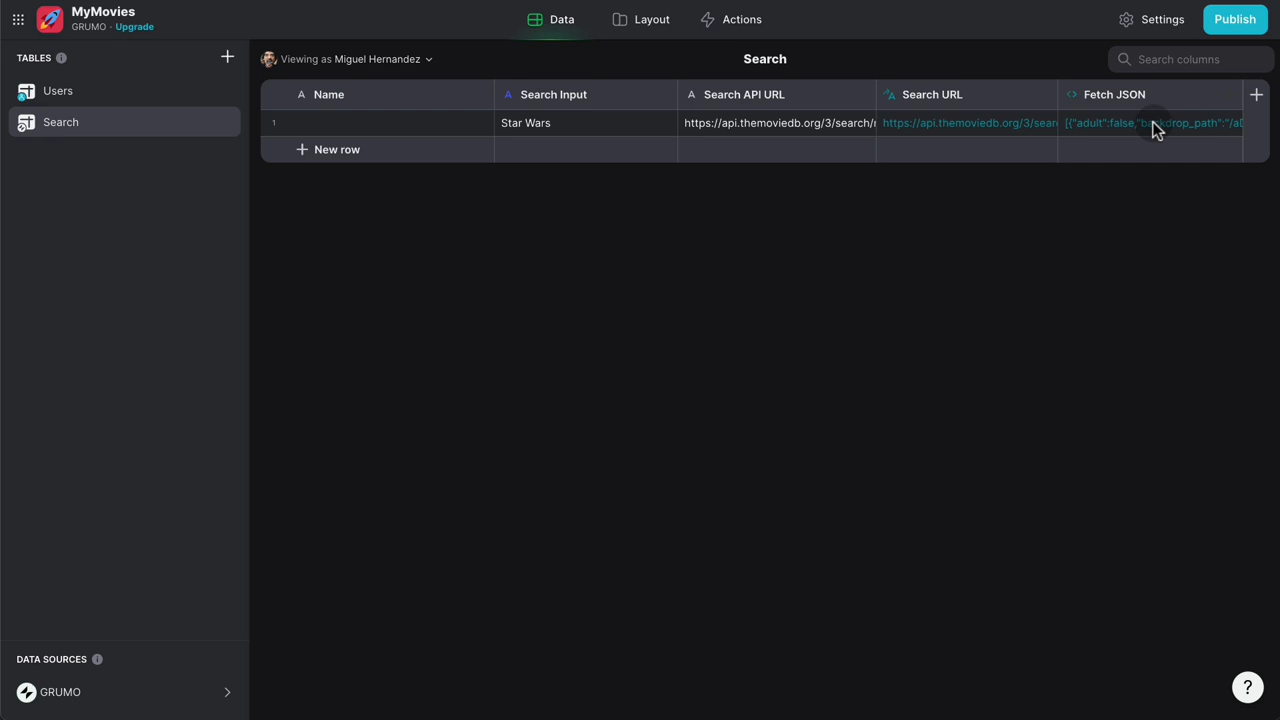 MyMovies
GRUMO · Upgrade
Data
Layout
Actions
Settings
Publish
TABLES
Users
Search
Viewing as Miguel Hernandez
Search
Search columns
Name
Search Input
Search API URL
Search URL
Fetch JSON
1
Star Wars
https://api.themoviedb.org/3/search/
https://api.themoviedb.org/3/sear
[{"adult":false,"backdrop_path":"/a
New row
DATA SOURCES
GRUMO
?